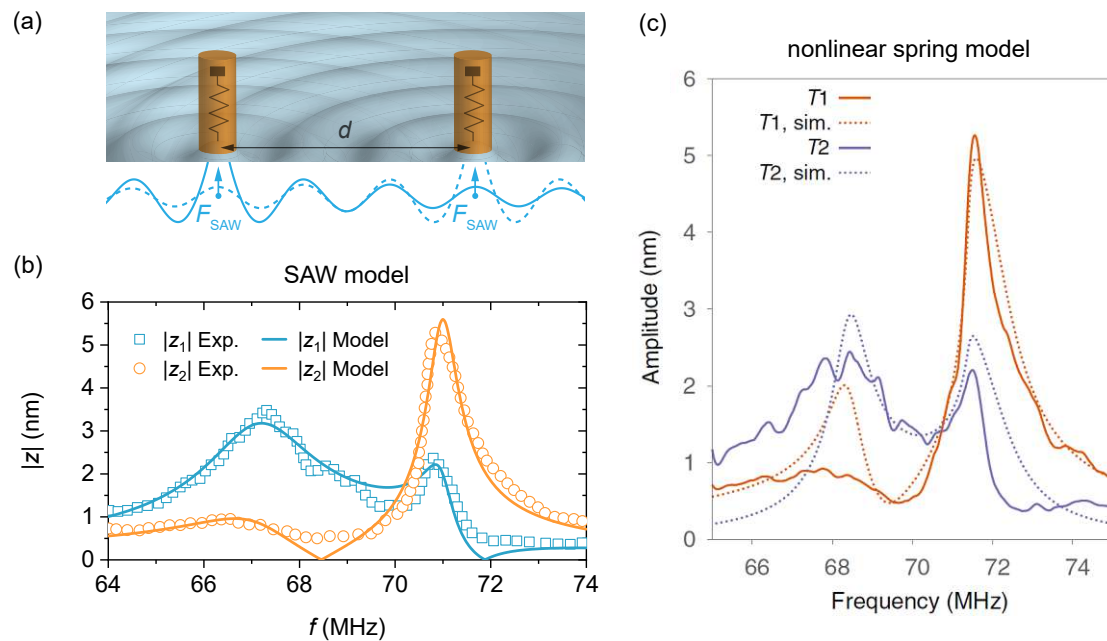 (a)
d
F_SAW
F_SAW
(b)
SAW model
6
5
4
3
2
1
0
|z₁| Exp.
|z₁| Model
|z₂| Exp.
|z₂| Model
|z| (nm)
64
66
68
70
72
74
f (MHz)
(c)
nonlinear spring model
6
5
4
3
2
1
0
T1
T1, sim.
T2
T2, sim.
Amplitude (nm)
66
68
70
72
74
Frequency (MHz)